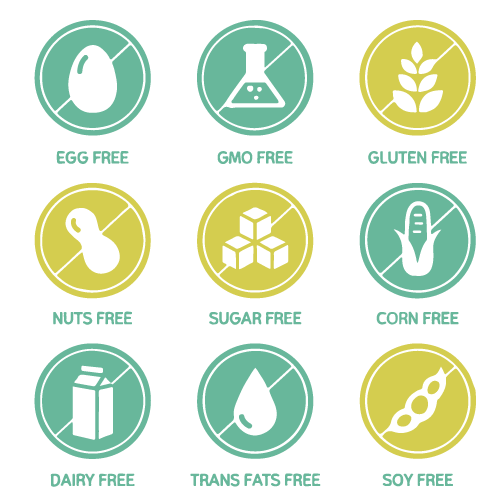 EGG FREE
GMO FREE
GLUTEN FREE
NUTS FREE
SUGAR FREE
CORN FREE
DAIRY FREE
TRANS FATS FREE
SOY FREE